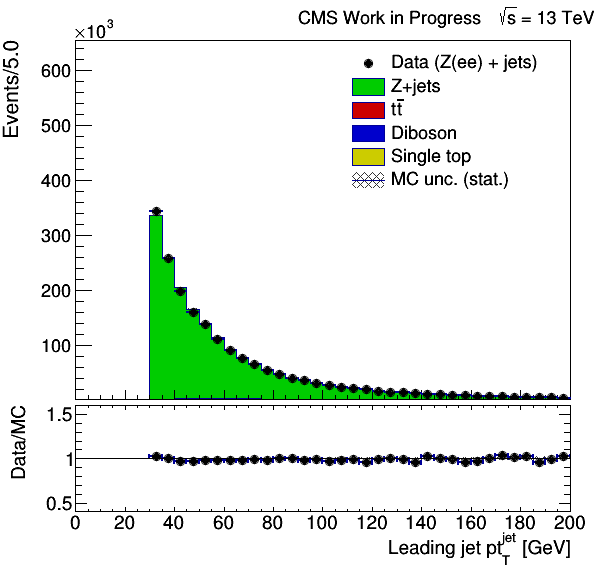 CMS Work in Progress √s = 13 TeV
×10³
Events/5.0
600
500
400
300
200
100
Data (Z(ee) + jets)
Z+jets
tt̅
Diboson
Single top
MC unc. (stat.)
Data/MC
1.5
1
0.5
0 20 40 60 80 100 120 140 160 180 200
Leading jet pt_T^jet [GeV]